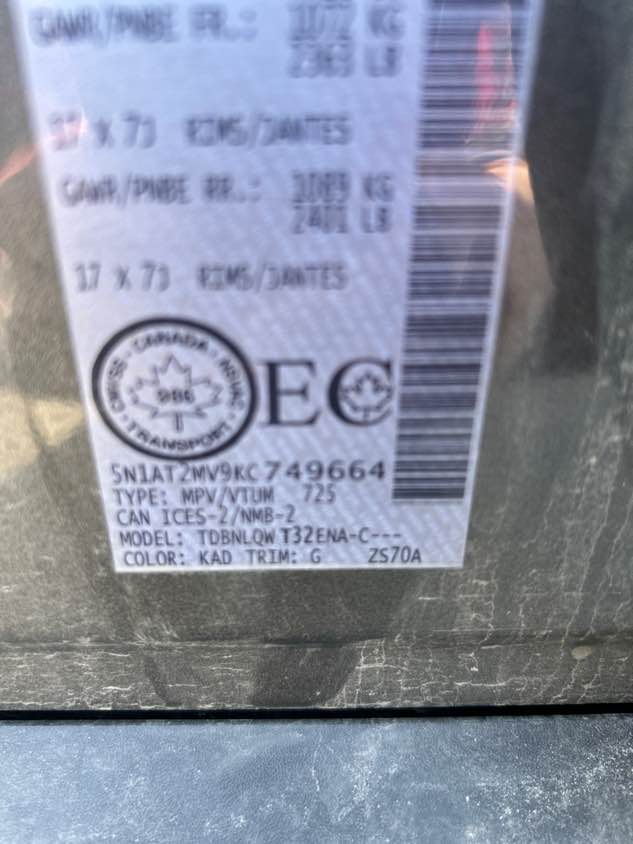 GAWR/PNBE FR.: 1072 KG
2363 LB
17 X 7J RIMS/JANTES
GAWR/PNBE RR.: 1089 KG
2401 LB
17 X 7J RIMS/JANTES
CANADA
TRANSPORT
EC
5N1AT2MV9KC749664
TYPE: MPV/VTUM 725
CAN ICES-2/NMB-2
MODEL: TDBNLQW T32ENA-C---
COLOR: KAD TRIM: G ZS70A